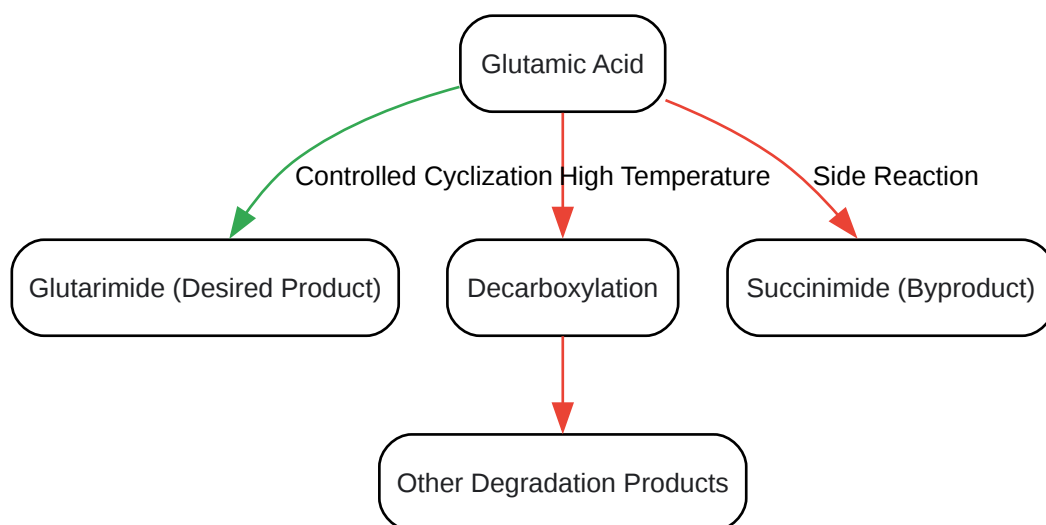 Glutamic Acid
Controlled Cyclization
High Temperature
Side Reaction
Glutarimide (Desired Product)
Decarboxylation
Succinimide (Byproduct)
Other Degradation Products